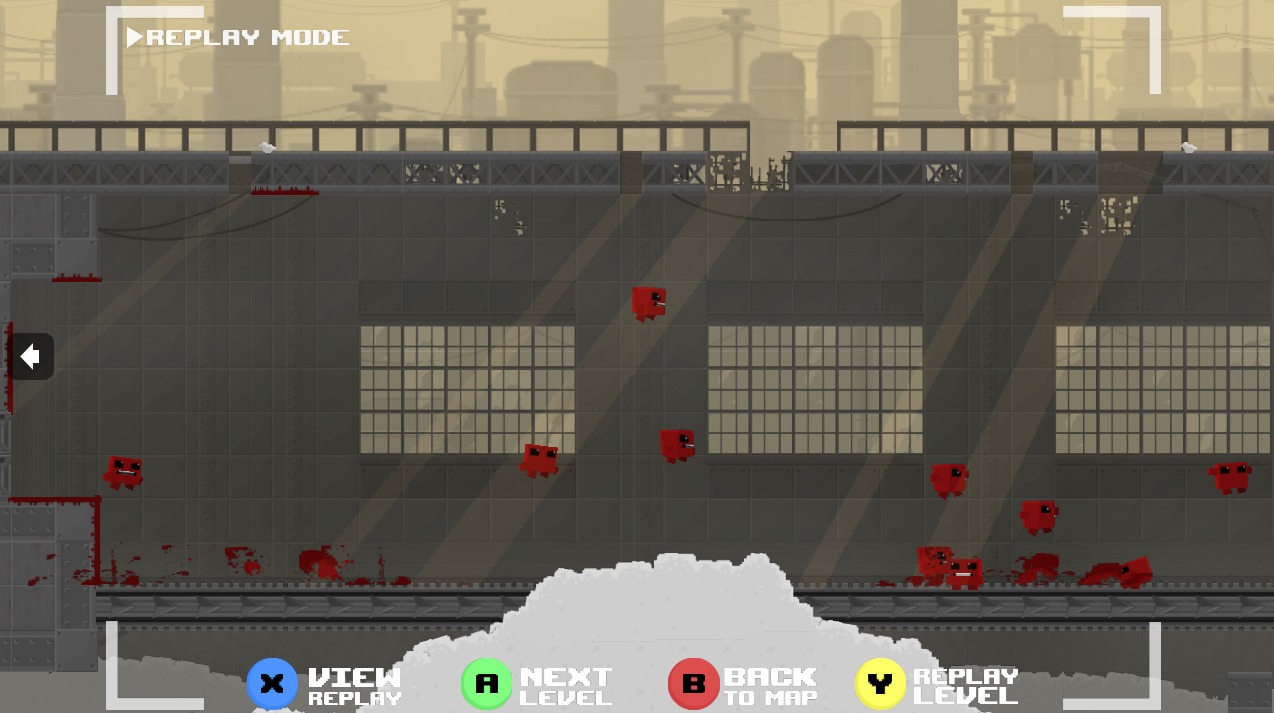 REPLAY MODE
X VIEW REPLAY
A NEXT LEVEL
B BACK TO MAP
Y REPLAY LEVEL